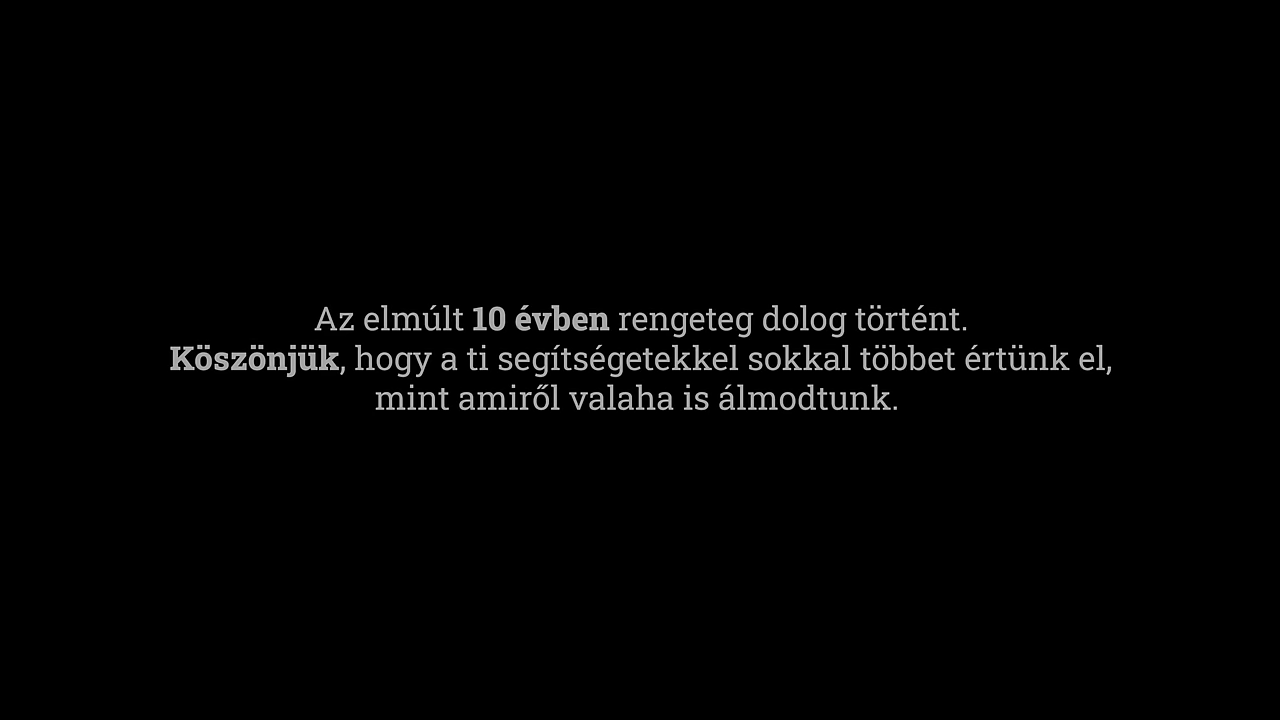 Az elmúlt 10 évben rengeteg dolog történt.
Köszönjük, hogy a ti segítségetekkel sokkal többet értünk el,
mint amiről valaha is álmodtunk.